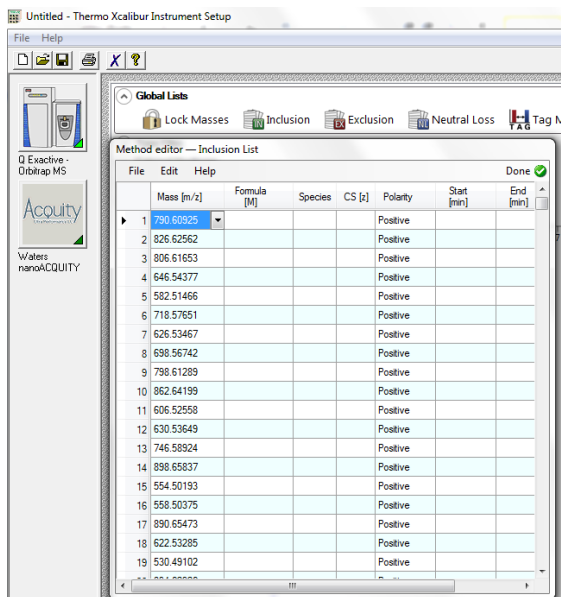 Untitled - Thermo Xcalibur Instrument Setup
File Help
Global Lists
Lock Masses Inclusion Exclusion Neutral Loss Tag M
Q Exactive -
Orbitrap MS
Acquity
Waters
nanoACQUITY
Method editor — Inclusion List
File Edit Help Done
Mass [m/z] Formula [M] Species CS [z] Polarity Start [min] End [min]
1 790.60925 Positive
2 826.62562 Positive
3 806.61653 Positive
4 646.54377 Positive
5 582.51466 Positive
6 718.57651 Positive
7 626.53467 Positive
8 698.56742 Positive
9 798.61289 Positive
10 862.64199 Positive
11 606.52558 Positive
12 630.53649 Positive
13 746.58924 Positive
14 898.65837 Positive
15 554.50193 Positive
16 558.50375 Positive
17 890.65473 Positive
18 622.53285 Positive
19 530.49102 Positive